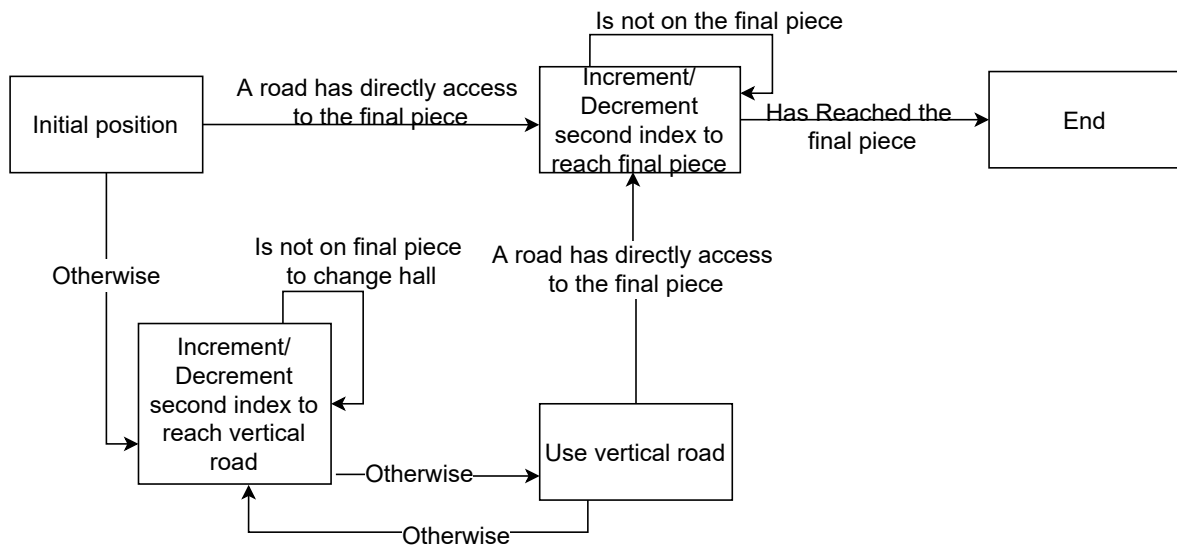 Is not on the final piece
A road has directly access
to the final piece
Initial position
Increment/
Decrement
second index to
reach final piece
Has Reached the
final piece
End
Otherwise
Is not on final piece
to change hall
A road has directly access
to the final piece
Increment/
Decrement
second index to
reach vertical
road
Otherwise
Use vertical road
Otherwise